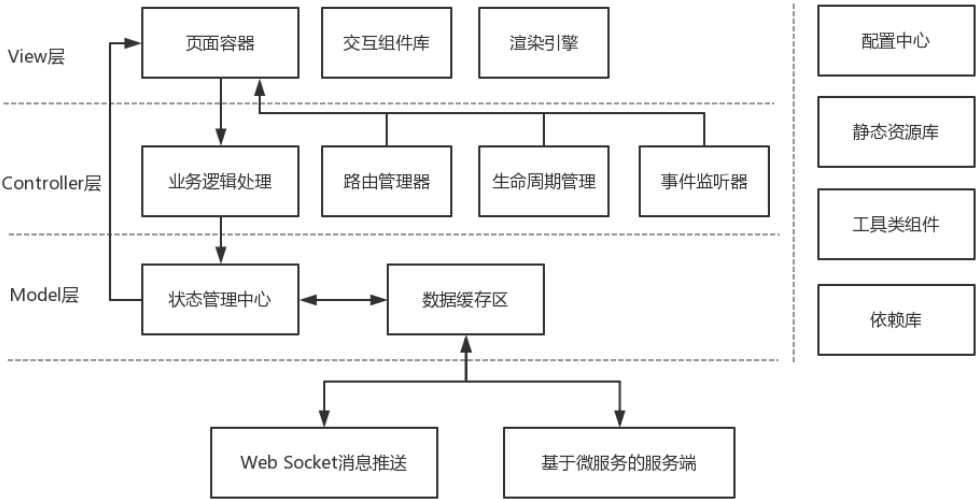 View层
页面容器
交互组件库
渲染引擎
Controller层
业务逻辑处理
路由管理器
生命周期管理
事件监听器
Model层
状态管理中心
数据缓存区
Web Socket消息推送
基于微服务的服务端
配置中心
静态资源库
工具类组件
依赖库